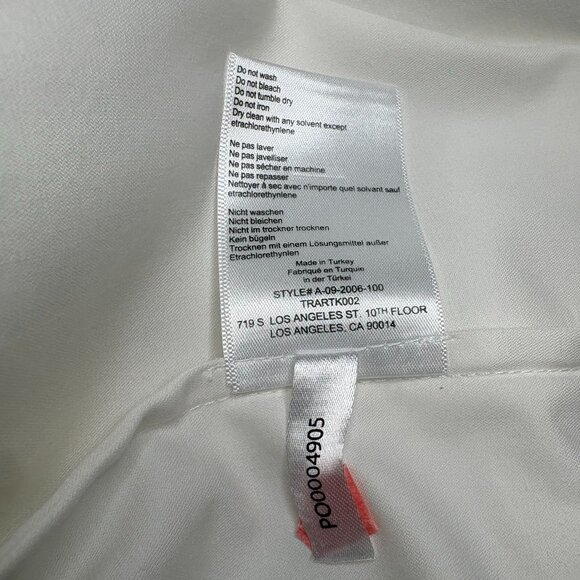 Do not wash
Do not bleach
Do not tumble dry
Do not iron
Dry clean with any solvent except
etrachlorethynlene
Ne pas laver
Ne pas javelliser
Ne pas sécher en machine
Ne pas repasser
Nettoyer à sec avec n'importe quel solvant sauf
etrachlorethynlene
Nicht waschen
Nicht bleichen
Nicht im trockner trocknen
Kein bügeln
Trocknen mit einem Lösungsmittel außer
Etrachlorethynlen
Made in Turkey
Fabriqué en Turquin
in der Türkei
STYLE# A-09-2006-100
TRARTK002
719 S LOS ANGELES ST. 10TH FLOOR
LOS ANGELES, CA 90014
PO0004905